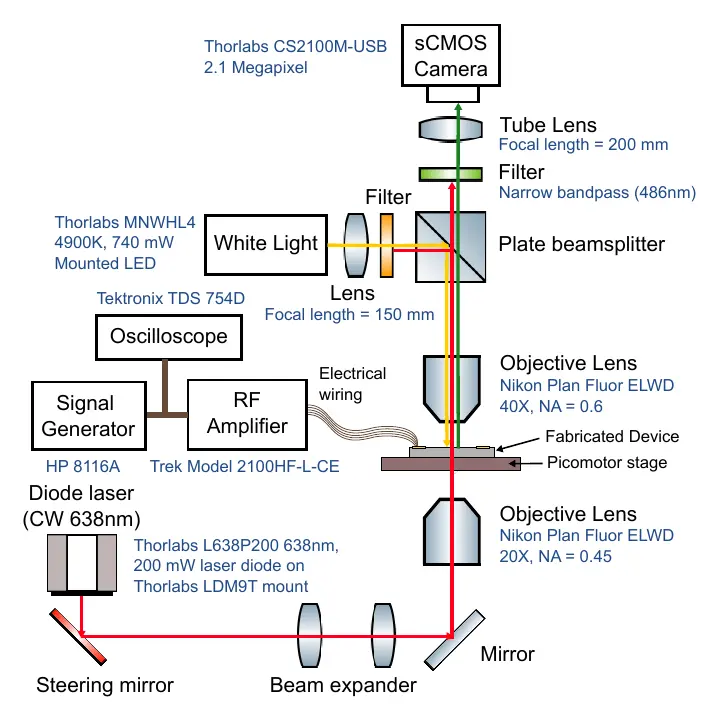 Thorlabs CS2100M-USB
2.1 Megapixel
sCMOS
Camera
Tube Lens
Focal length = 200 mm
Filter
Narrow bandpass (486nm)
Filter
Thorlabs MNWHL4
4900K, 740 mW
Mounted LED
White Light
Plate beamsplitter
Lens
Focal length = 150 mm
Tektronix TDS 754D
Oscilloscope
Electrical
wiring
Objective Lens
Nikon Plan Fluor ELWD
40X, NA = 0.6
Signal
Generator
RF
Amplifier
HP 8116A
Trek Model 2100HF-L-CE
Fabricated Device
Picomotor stage
Diode laser
(CW 638nm)
Thorlabs L638P200 638nm,
200 mW laser diode on
Thorlabs LDM9T mount
Objective Lens
Nikon Plan Fluor ELWD
20X, NA = 0.45
Steering mirror
Beam expander
Mirror